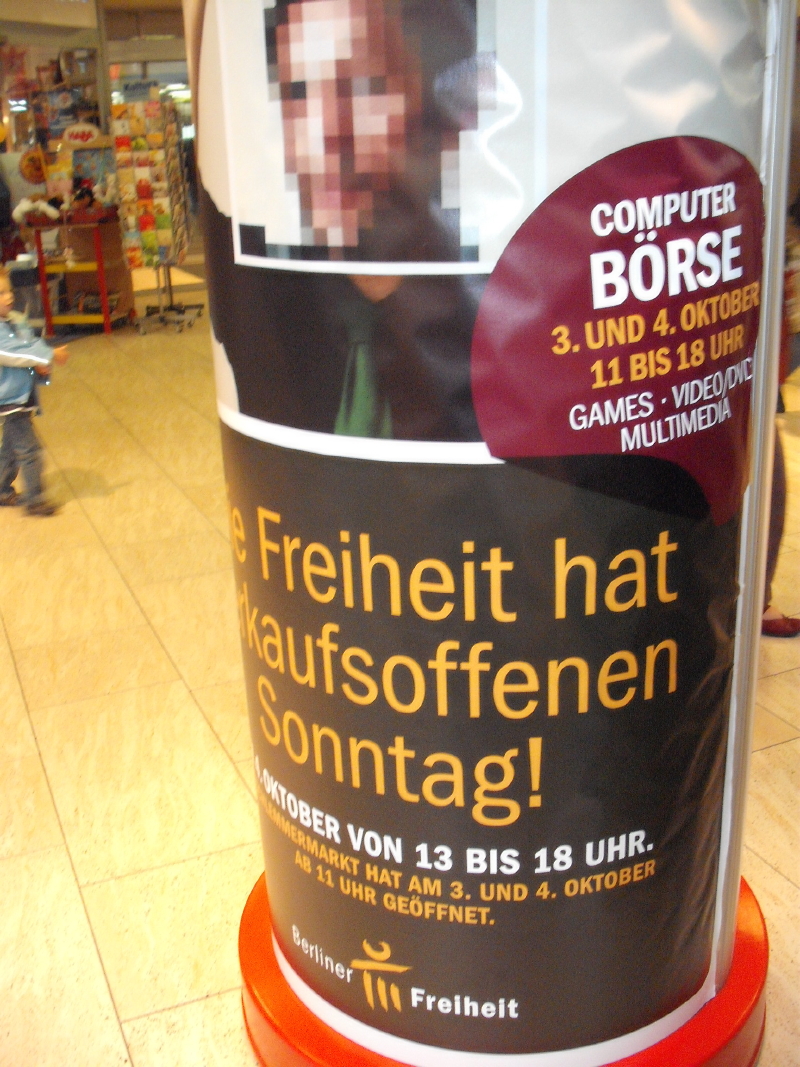 COMPUTER
BÖRSE
3. UND 4. OKTOBER
11 BIS 18 UHR
GAMES · VIDEO/DVD
MULTIMEDIA
Freiheit hat
kaufsoffenen
Sonntag!
OKTOBER VON 13 BIS 18 UHR.
HAT AM 3. UND 4. OKTOBER
AB 11 UHR GEÖFFNET.
Berliner Freiheit